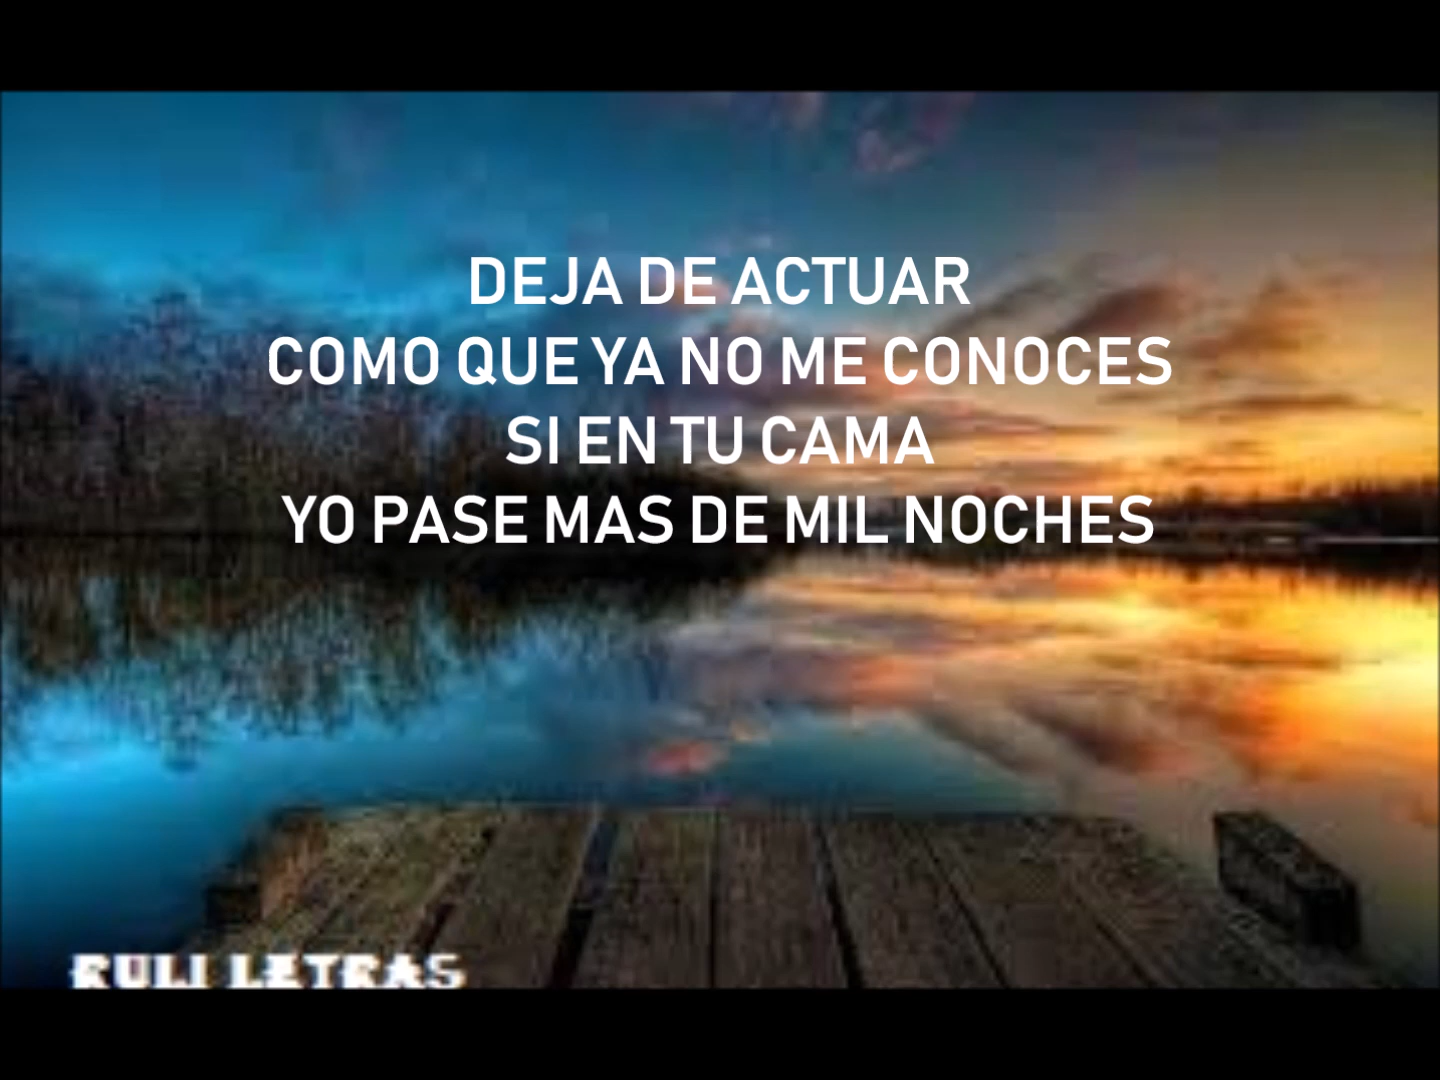 DEJA DE ACTUAR
COMO QUE YA NO ME CONOCES
SI EN TU CAMA
YO PASE MAS DE MIL NOCHES
RULI LETRAS